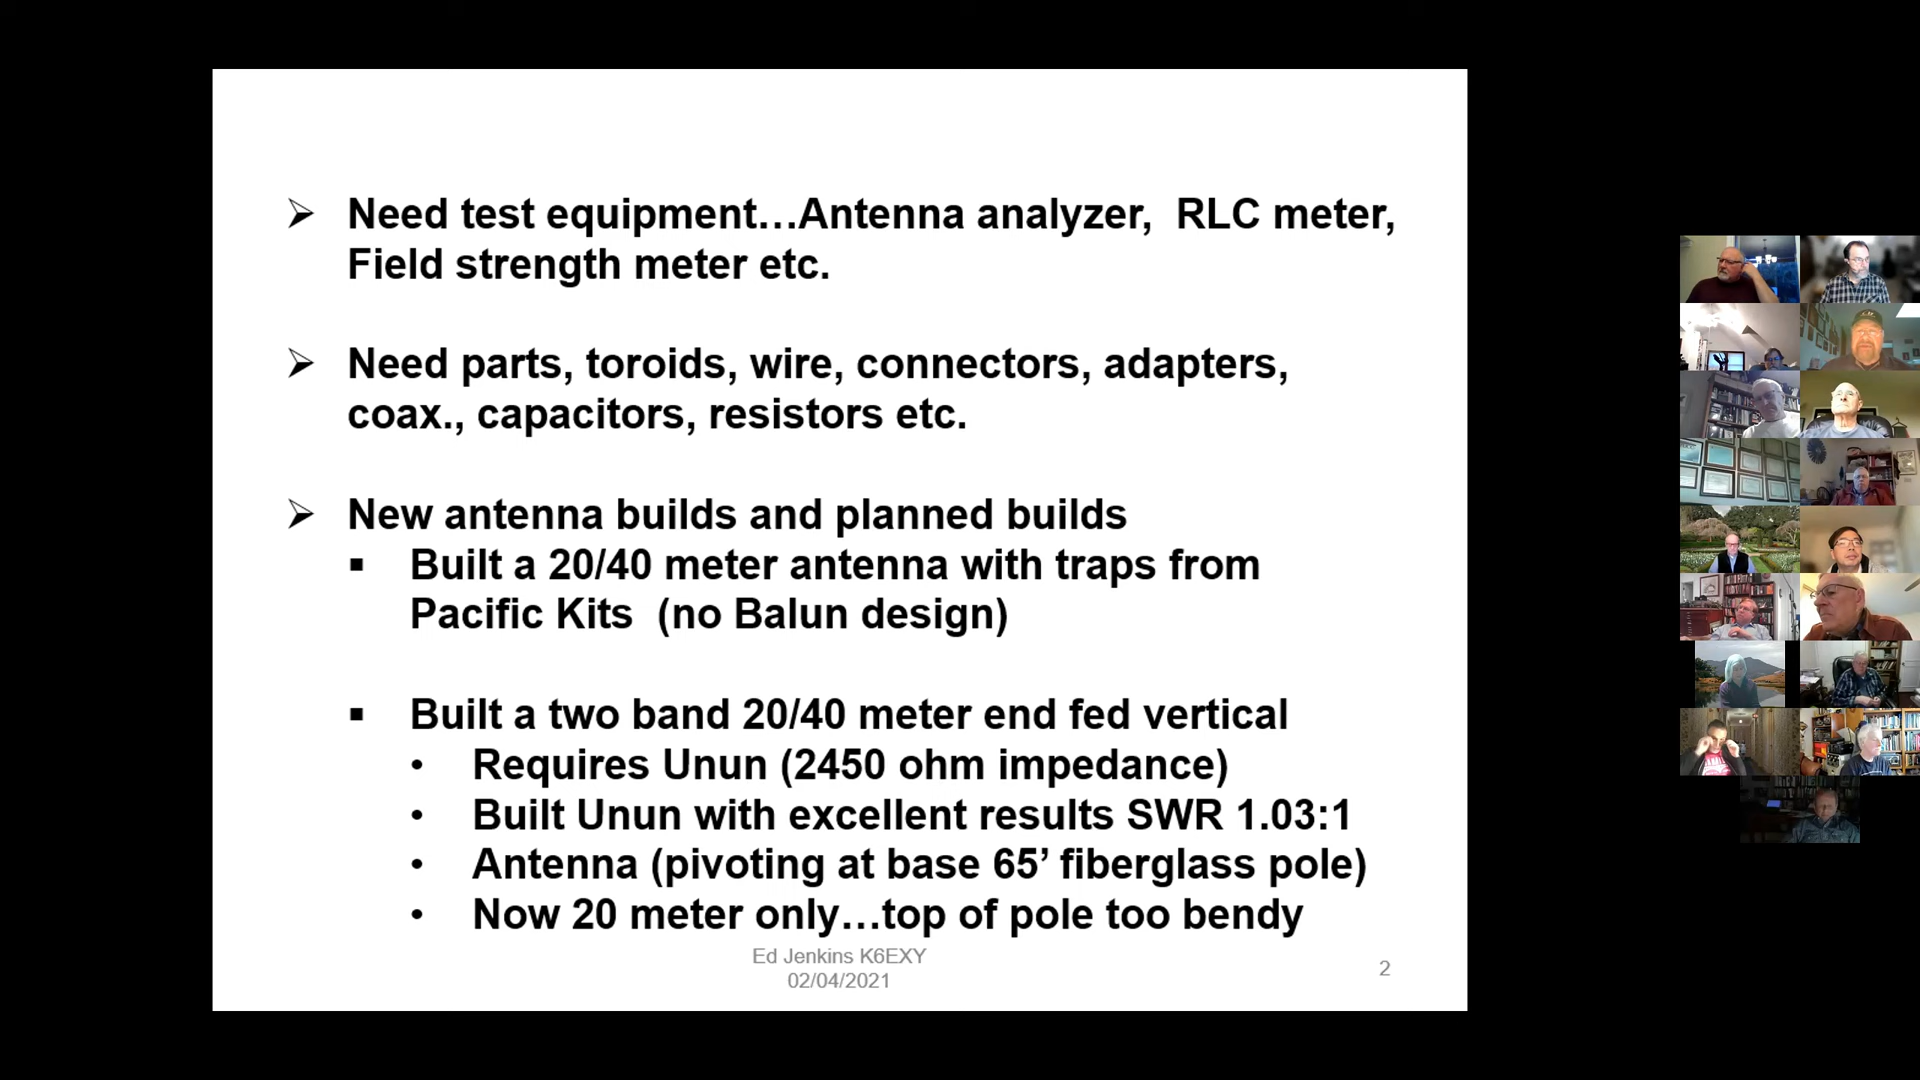 ➢ Need test equipment…Antenna analyzer,  RLC meter,
Field strength meter etc.
➢ Need parts, toroids, wire, connectors, adapters,
coax., capacitors, resistors etc.
➢ New antenna builds and planned builds
▪ Built a 20/40 meter antenna with traps from
Pacific Kits  (no Balun design)
▪ Built a two band 20/40 meter end fed vertical
• Requires Unun (2450 ohm impedance)
• Built Unun with excellent results SWR 1.03:1
• Antenna (pivoting at base 65’ fiberglass pole)
• Now 20 meter only…top of pole too bendy
Ed Jenkins K6EXY
02/04/2021
2